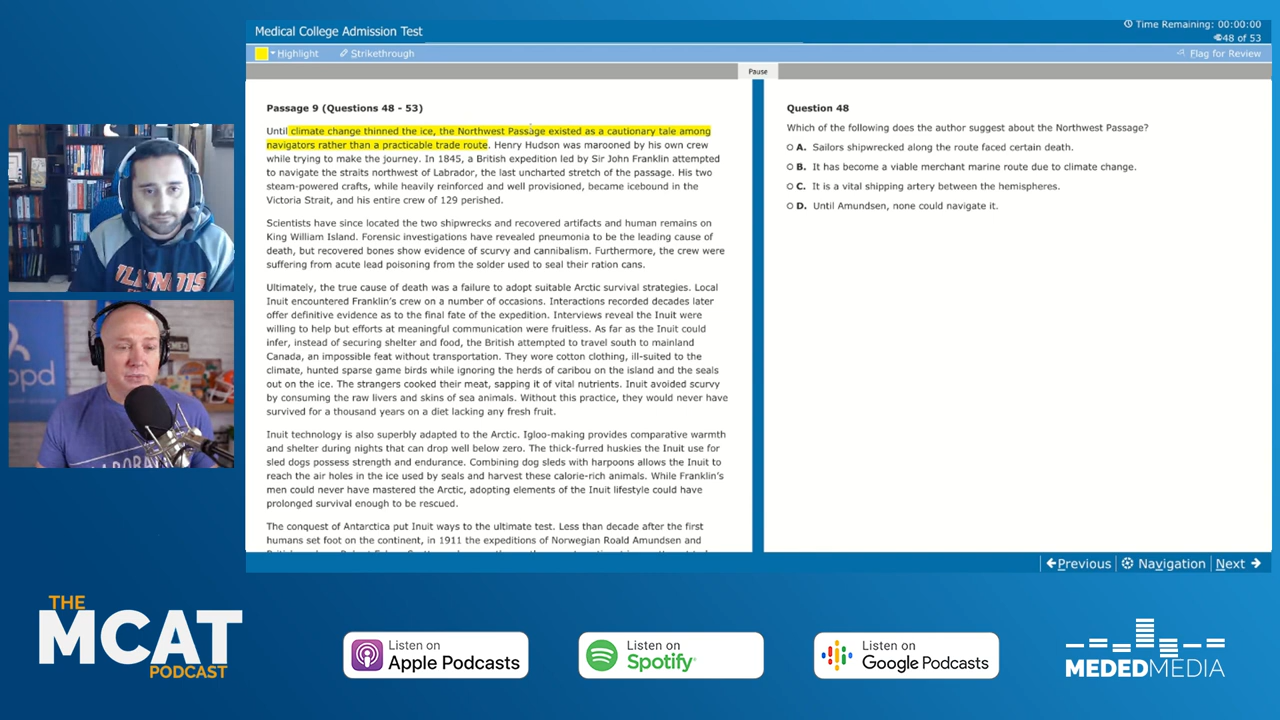 Medical College Admission Test
Time Remaining: 00:00:00
48 of 53
Highlight
Strikethrough
Flag for Review
Pause
Passage 9 (Questions 48 - 53)
Until climate change thinned the ice, the Northwest Passage existed as a cautionary tale among
navigators rather than a practicable trade route. Henry Hudson was marooned by his own crew
while trying to make the journey. In 1845, a British expedition led by Sir John Franklin attempted
to navigate the straits northwest of Labrador, the last uncharted stretch of the passage. His two
steam-powered crafts, while heavily reinforced and well provisioned, became icebound in the
Victoria Strait, and his entire crew of 129 perished.
Scientists have since located the two shipwrecks and recovered artifacts and human remains on
King William Island. Forensic investigations have revealed pneumonia to be the leading cause of
death, but recovered bones show evidence of scurvy and cannibalism. Furthermore, the crew were
suffering from acute lead poisoning from the solder used to seal their ration cans.
Ultimately, the true cause of death was a failure to adopt suitable Arctic survival strategies. Local
Inuit encountered Franklin's crew on a number of occasions. Interactions recorded decades later
offer definitive evidence as to the final fate of the expedition. Interviews reveal the Inuit were
willing to help but efforts at meaningful communication were fruitless. As far as the Inuit could
infer, instead of securing shelter and food, the British attempted to travel south to mainland
Canada, an impossible feat without transportation. They wore cotton clothing, ill-suited to the
climate, hunted sparse game birds while ignoring the herds of caribou on the island and the seals
out on the ice. The strangers cooked their meat, sapping it of vital nutrients. Inuit avoided scurvy
by consuming the raw livers and skins of sea animals. Without this practice, they would never have
survived for a thousand years on a diet lacking any fresh fruit.
Inuit technology is also superbly adapted to the Arctic. Igloo-making provides comparative warmth
and shelter during nights that can drop well below zero. The thick-furred huskies the Inuit use for
sled dogs possess strength and endurance. Combining dog sleds with harpoons allows the Inuit to
reach the air holes in the ice used by seals and harvest these calorie-rich animals. While Franklin's
men could never have mastered the Arctic, adopting elements of the Inuit lifestyle could have
prolonged survival enough to be rescued.
The conquest of Antarctica put Inuit ways to the ultimate test. Less than decade after the first
humans set foot on the continent, in 1911 the expeditions of Norwegian Roald Amundsen and
Question 48
Which of the following does the author suggest about the Northwest Passage?
A. Sailors shipwrecked along the route faced certain death.
B. It has become a viable merchant marine route due to climate change.
C. It is a vital shipping artery between the hemispheres.
D. Until Amundsen, none could navigate it.
Previous
Navigation
Next
ILLINOIS
ppd
THE
MCAT
PODCAST
Listen on
Apple Podcasts
Listen on
Spotify
Listen on
Google Podcasts
MEDEDMEDIA